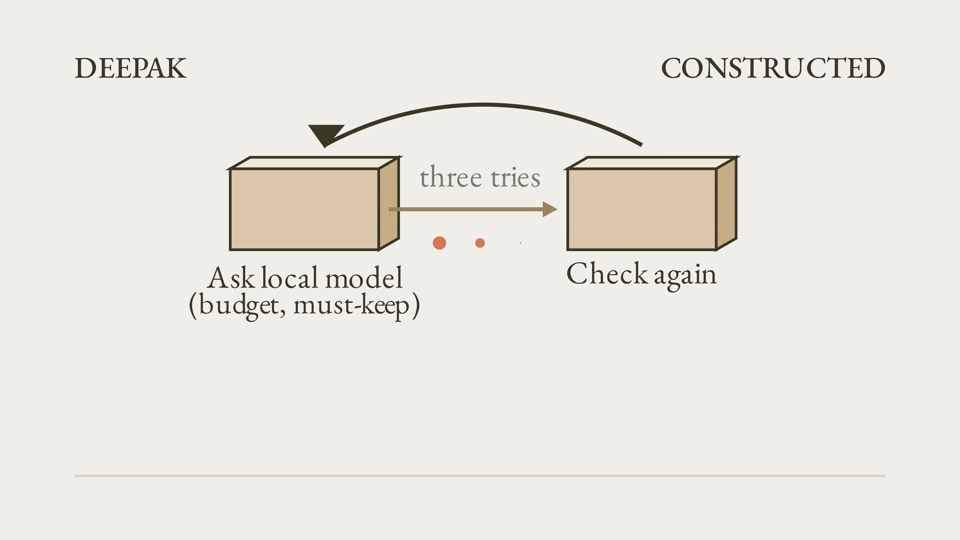 DEEPAK
CONSTRUCTED
three tries
Ask local model
(budget, must-keep)
Check again